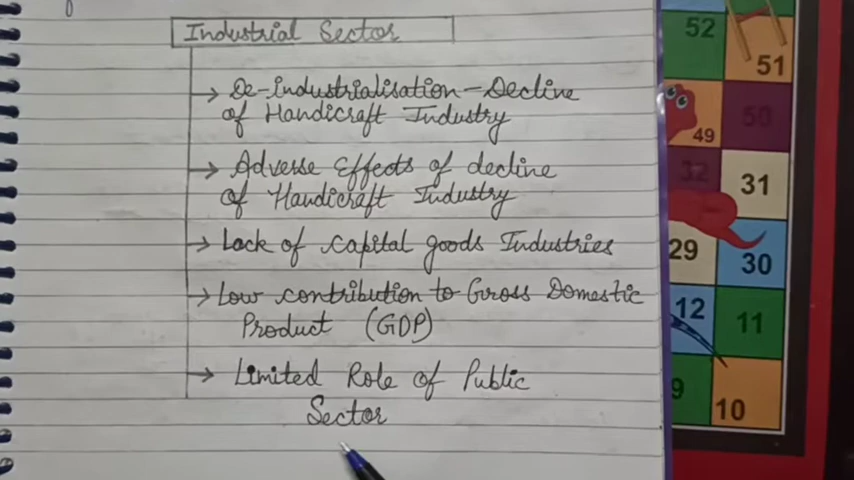 Industrial Sector
→ De-industrialisation - Decline
of Handicraft Industry
→ Adverse Effects of decline
of Handicraft Industry
→ Lack of capital goods Industries
→ Low contribution to Gross Domestic
Product (GDP)
→ Limited Role of Public
Sector
52
51
49
50
32
31
29
30
12
11
9
10